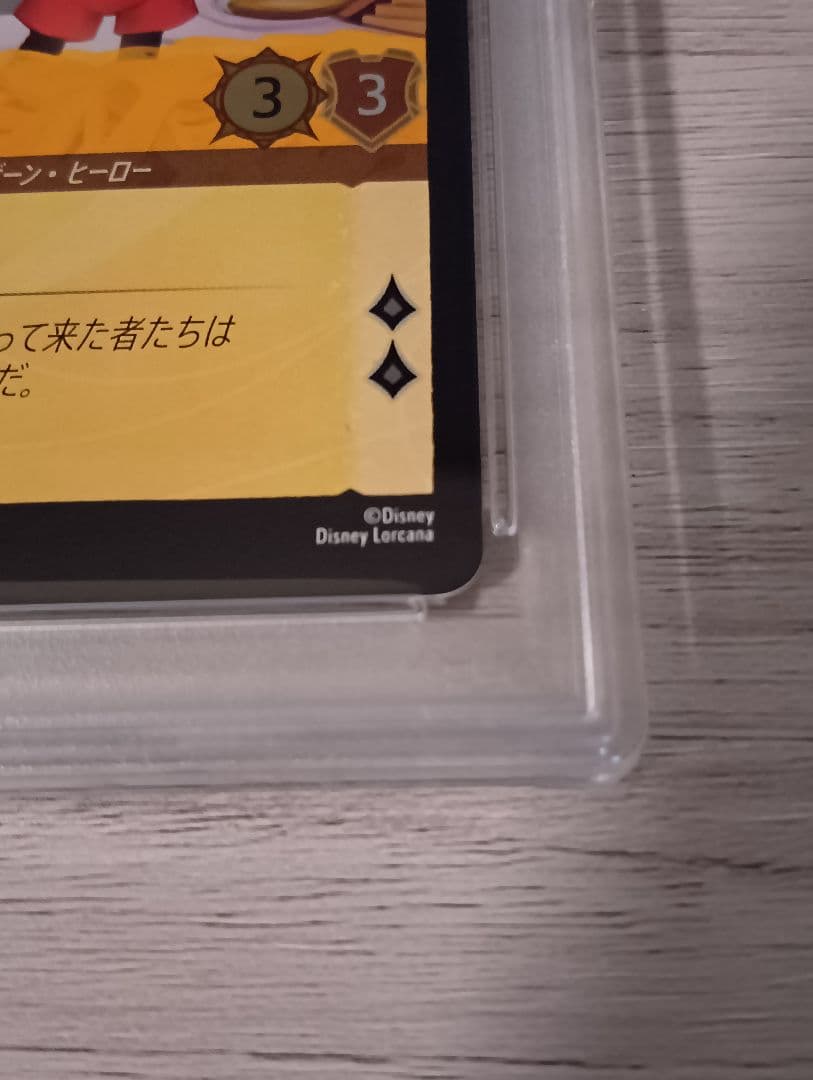 3 3
ーン・ヒーロー
って来た者たちは
だ。
©Disney
Disney Lorcana